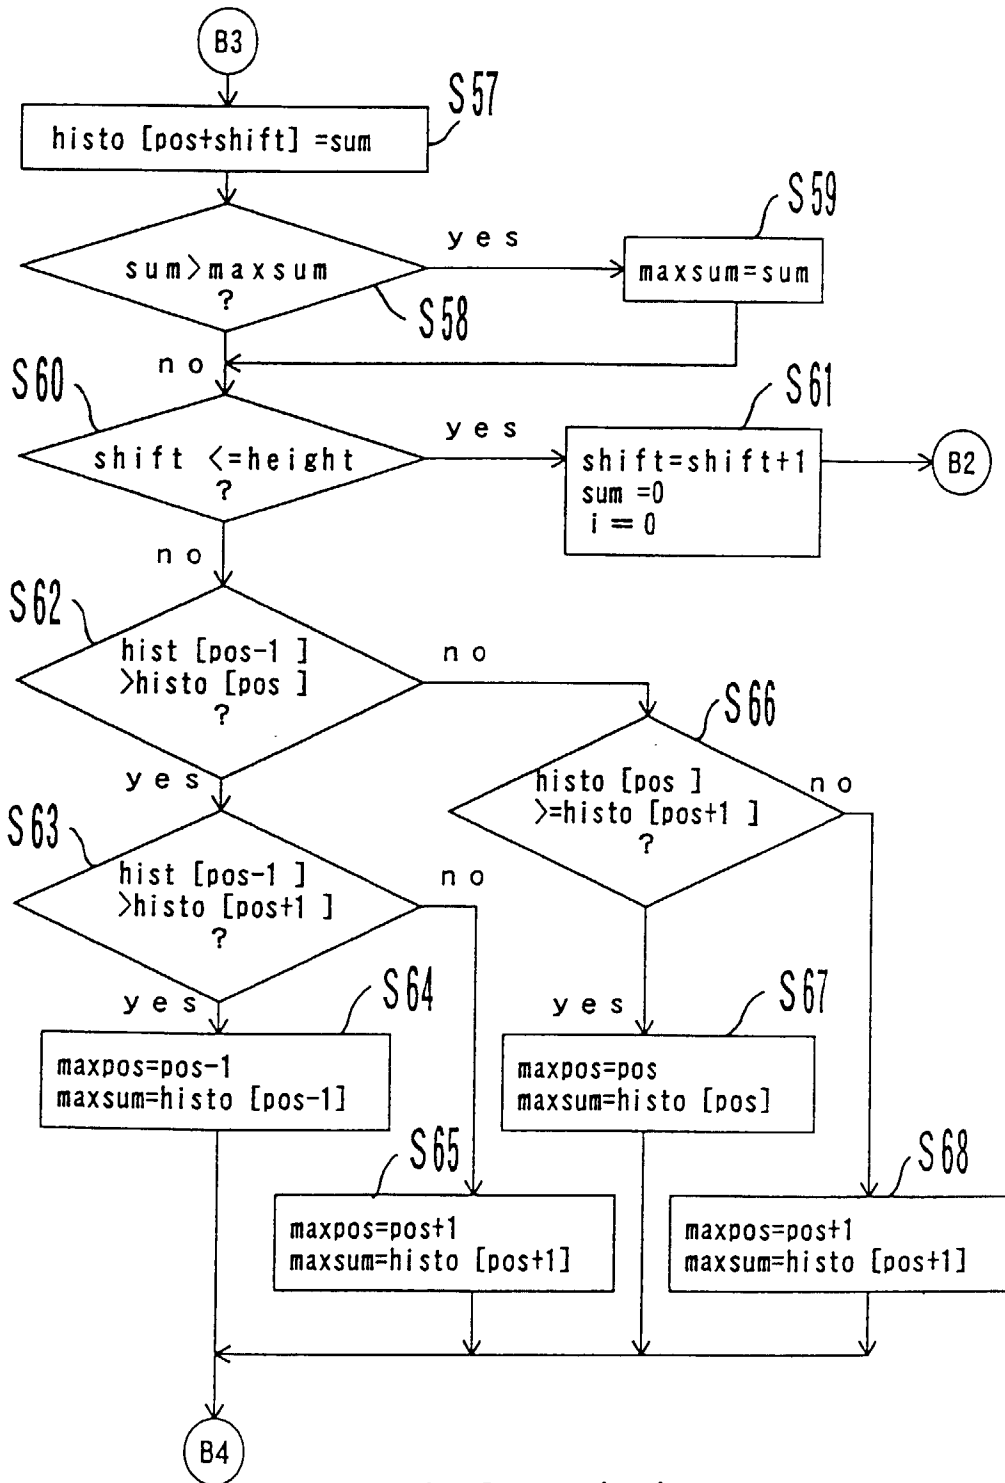 B3
S57
histo [pos+shift] =sum
S59
yes
sum>maxsum
?
maxsum=sum
S58
no
S60
S61
yes
shift <=height
?
shift=shift+1
sum =0
i = 0
B2
no
S62
hist [pos-1 ]
>histo [pos ]
?
no
S66
yes
histo [pos ]
>=histo [pos+1 ]
?
no
S63
hist [pos-1 ]
>histo [pos+1 ]
?
no
yes
S64
yes
S67
maxpos=pos-1
maxsum=histo [pos-1]
maxpos=pos
maxsum=histo [pos]
S65
S68
maxpos=pos+1
maxsum=histo [pos+1]
maxpos=pos+1
maxsum=histo [pos+1]
B4